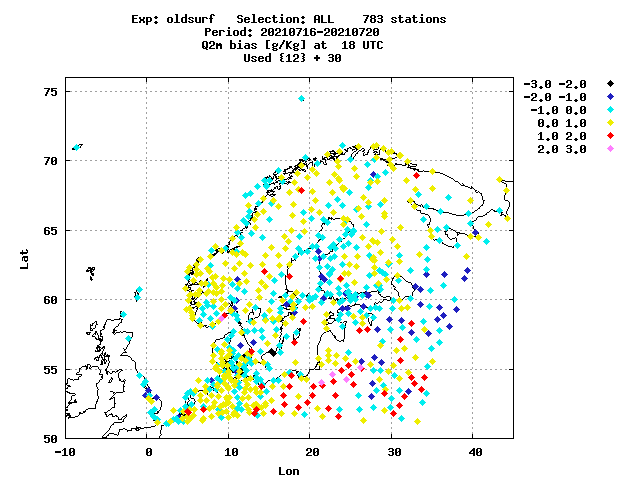 Exp: oldsurf   Selection: ALL    783 stations
Period: 20210716-20210720
Q2m bias [g/Kg] at  18 UTC
Used {12} + 30
-3.0 -2.0
-2.0 -1.0
-1.0 0.0
0.0 1.0
1.0 2.0
2.0 3.0
75
70
65
60
55
50
Lat
-10 0 10 20 30 40
Lon